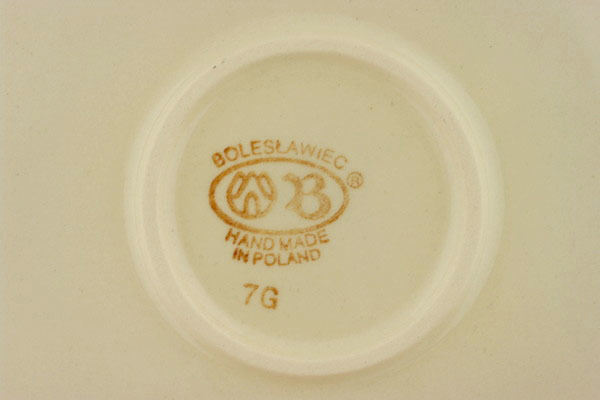 BOLESŁAWIEC
B ®
HAND MADE
IN POLAND
7G